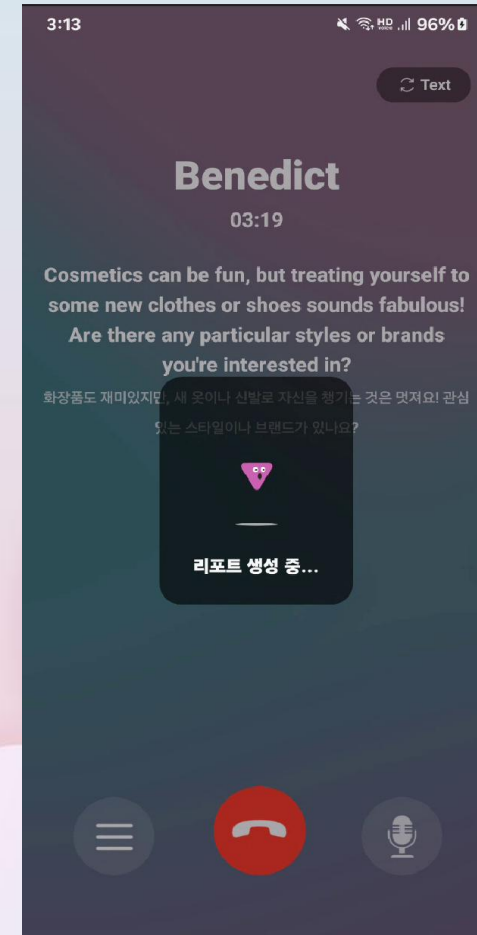 3:13
HD VOICE 96%
Text
Benedict
03:19
Cosmetics can be fun, but treating yourself to
some new clothes or shoes sounds fabulous!
Are there any particular styles or brands
you're interested in?
화장품도 재미있지만, 새 옷이나 신발로 자신을 챙기는 것은 멋져요! 관심
있는 스타일이나 브랜드가 있나요?
리포트 생성 중...